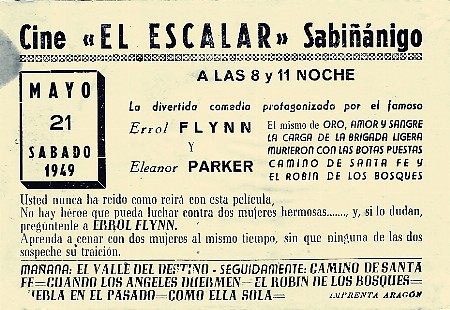 Cine «EL ESCALAR» Sabiñánigo
MAYO
21
SABADO
1949
A LAS 8 y 11 NOCHE
La divertida comedia protagonizada por el famoso
Errol FLYNN
Y
Eleanor PARKER
El mismo de ORO, AMOR Y SANGRE
LA CARGA DE LA BRIGADA LIGERA
MURIERON CON LAS BOTAS PUESTAS
CAMINO DE SANTA FE Y
EL ROBIN DE LOS BOSQUES
Usted nunca ha reido como reirá con esta película,
No hay héroe que pueda luchar contra dos mujeres hermosas......., y, si lo dudan,
pregúntenle a ERROL FLYNN.
Aprenda a cenar con dos mujeres al mismo tiempo, sin que ninguna de las dos
sospeche su traición.
MAÑANA: EL VALLE DEL DESTINO - SEGUIDAMENTE: CAMINO DE SANTA
FE=CUANDO LOS ANGELES DUERMEN=EL ROBIN DE LOS BOSQUES=
IEBLA EN EL PASADO=COMO ELLA SOLA=
IMPRENTA ARAGÓN